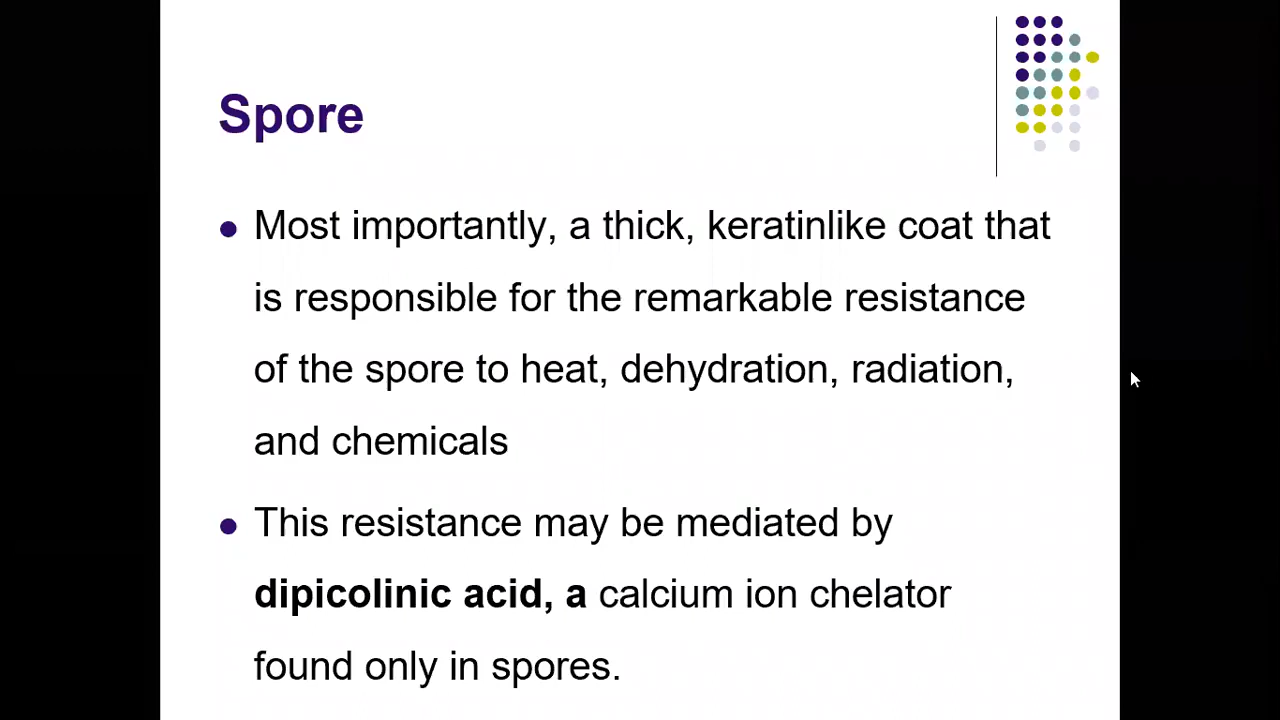 Spore
Most importantly, a thick, keratinlike coat that
is responsible for the remarkable resistance
of the spore to heat, dehydration, radiation,
and chemicals
This resistance may be mediated by
dipicolinic acid, a calcium ion chelator
found only in spores.